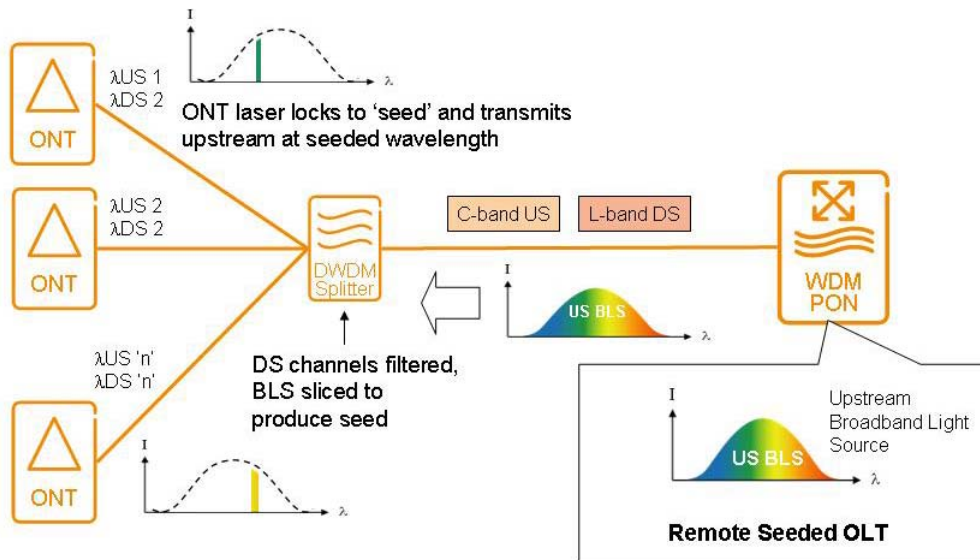 I
λ
λUS 1
λDS 2
ONT
ONT laser locks to 'seed' and transmits
upstream at seeded wavelength
λUS 2
λDS 2
ONT
C-band US
L-band DS
DWDM
Splitter
WDM
PON
I
US BLS
λ
λUS 'n'
λDS 'n'
ONT
DS channels filtered,
BLS sliced to
produce seed
I
λ
I
US BLS
λ
Upstream
Broadband Light
Source
Remote Seeded OLT